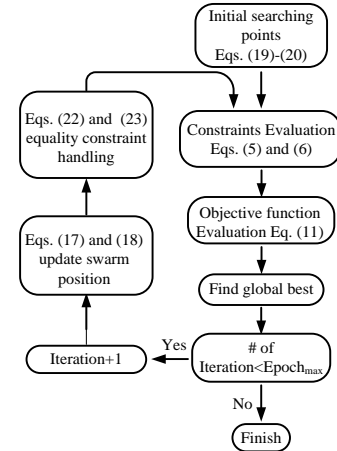 Initial searching
points
Eqs. (19)-(20)
Eqs. (22) and (23)
equality constraint
handling
Constraints Evaluation
Eqs. (5) and (6)
Objective function
Evaluation Eq. (11)
Eqs. (17) and (18)
update swarm
position
Find global best
Yes
# of
Iteration<Epochmax
Iteration+1
No
Finish